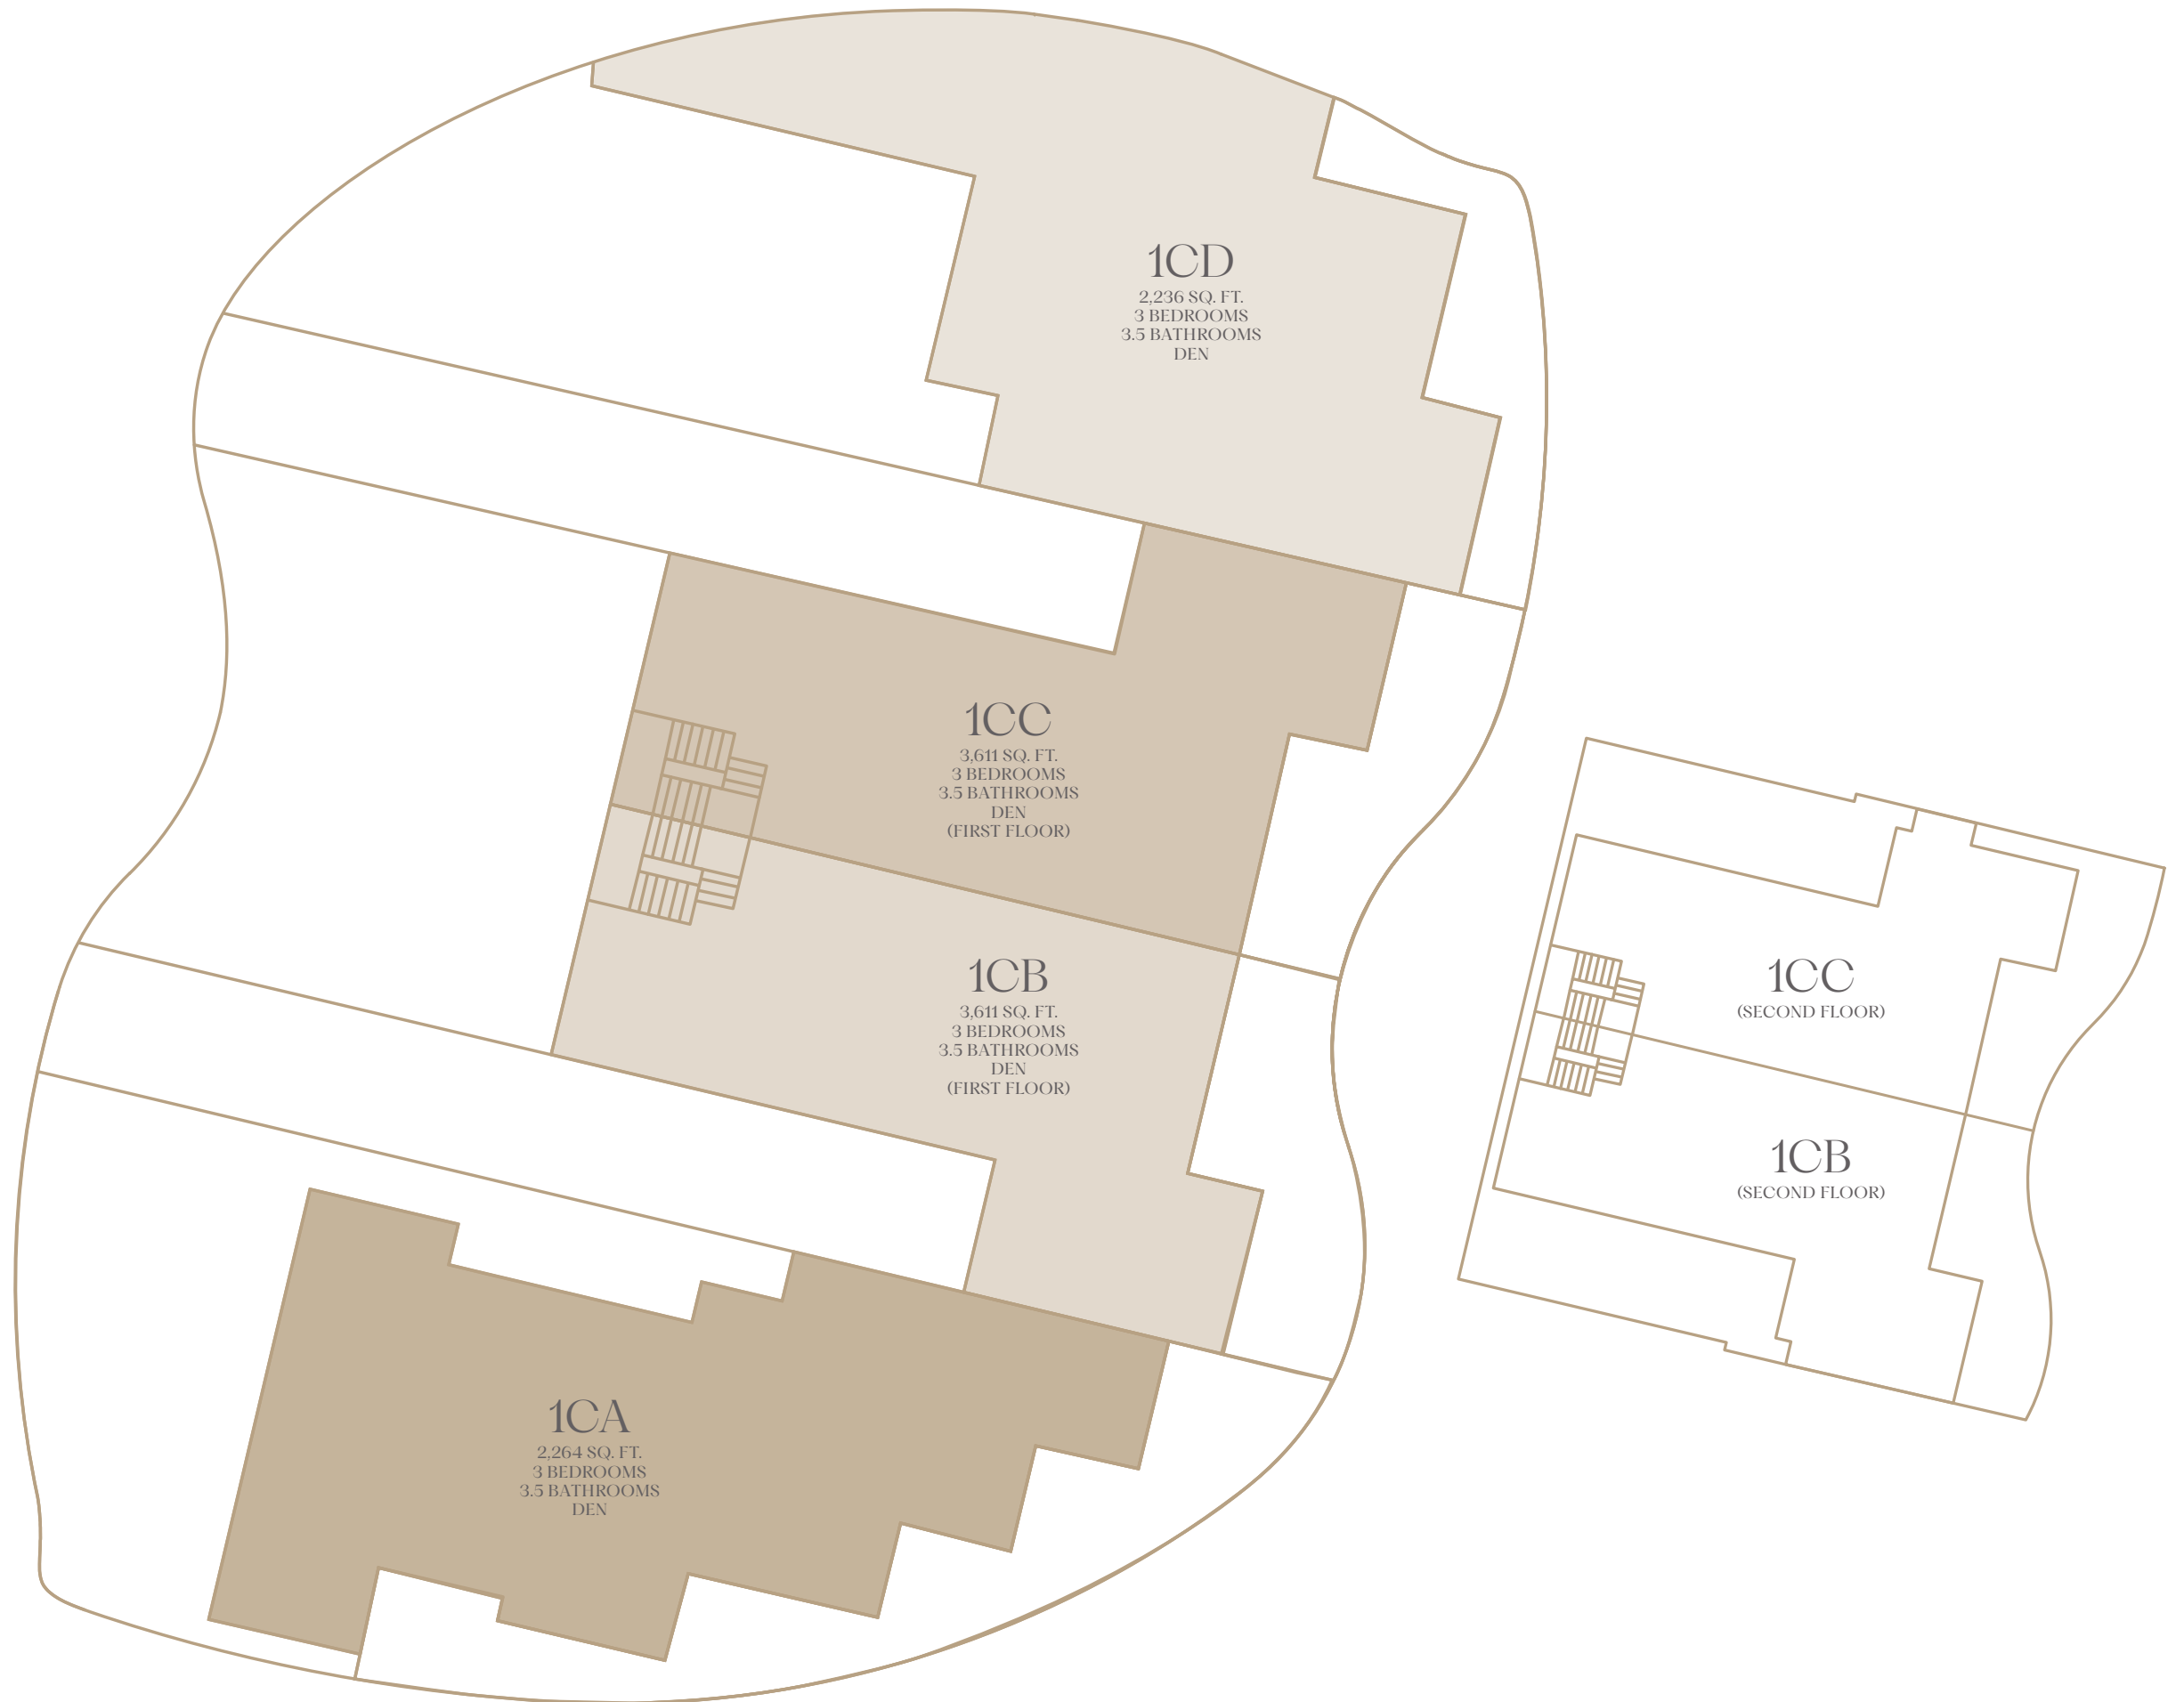 1CD
2,236 SQ. FT.
3 BEDROOMS
3.5 BATHROOMS
DEN
1CC
3,611 SQ. FT.
3 BEDROOMS
3.5 BATHROOMS
DEN
(FIRST FLOOR)
1CB
3,611 SQ. FT.
3 BEDROOMS
3.5 BATHROOMS
DEN
(FIRST FLOOR)
1CC
(SECOND FLOOR)
1CB
(SECOND FLOOR)
1CA
2,264 SQ. FT.
3 BEDROOMS
3.5 BATHROOMS
DEN